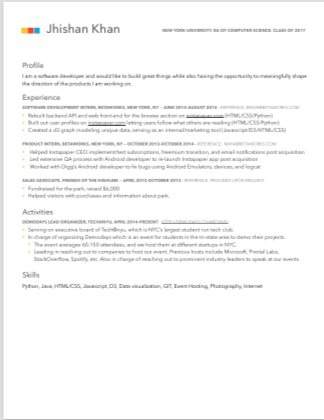 Jhishan Khan
NEW YORK UNIVERSITY, BA OF COMPUTER SCIENCE, CLASS OF 2017
Profile
I am a software developer and would like to build great things while also having the opportunity to meaningfully shape
the direction of the products I am working on.
Experience
SOFTWARE DEVELOPMENT INTERN, BETAWORKS, NEW YORK, NY – JUNE 2014-AUGUST 2014 - REFERENCE:
Rebuilt backend API and web front-end for the browse section on instapaper.com (HTML/CSS/Python)
Built out user profiles on instapaper.com letting users follow what others are reading (HTML/CSS/Python)
Created a d3 graph modeling unique data, serving as an internal/marketing tool (Javascript/D3/HTML/CSS)
PRODUCT INTERN, BETAWORKS, NEW YORK, NY – OCTOBER 2013-OCTOBER 2014 - REFERENCE:
Helped Instapaper CEO implement/test subscriptions, freemium transition, and email notifications post acquisition
Led extensive QA process with Android developer to re-launch Instapaper app post acquisition
Worked with Digg's Android developer to fix bugs using Android Emulators, devices, and logcat
SALES ASSOCIATE, FRIENDS OF THE HIGHLINE – APRIL 2013-OCTOBER 2013 - REFERENCE: PROVIDED UPON REQUEST
Fundraised for the park, raised $6,000
Helped visitors with purchases and information about park.
Activities
DEMODAYS LEAD ORGANIZER, TECH@NYU, APRIL 2014-PRESENT
Serving on executive board of Tech@nyu, which is NYC's largest student run tech club.
In charge of organizing Demodays which is an event for students in the tri-state area to demo their projects.
The event averages 60-150 attendees, and we host them at different startups in NYC.
Leading in reaching out to companies to host our event. Previous hosts include Microsoft, Pivotal Labs,
StackOverflow, Spotify, etc. Also in charge of reaching out to prominent industry leaders to speak at our events
Skills
Python, Java, HTML/CSS, Javascript, D3, Data visualization, GIT, Event Hosting, Photography, Internet